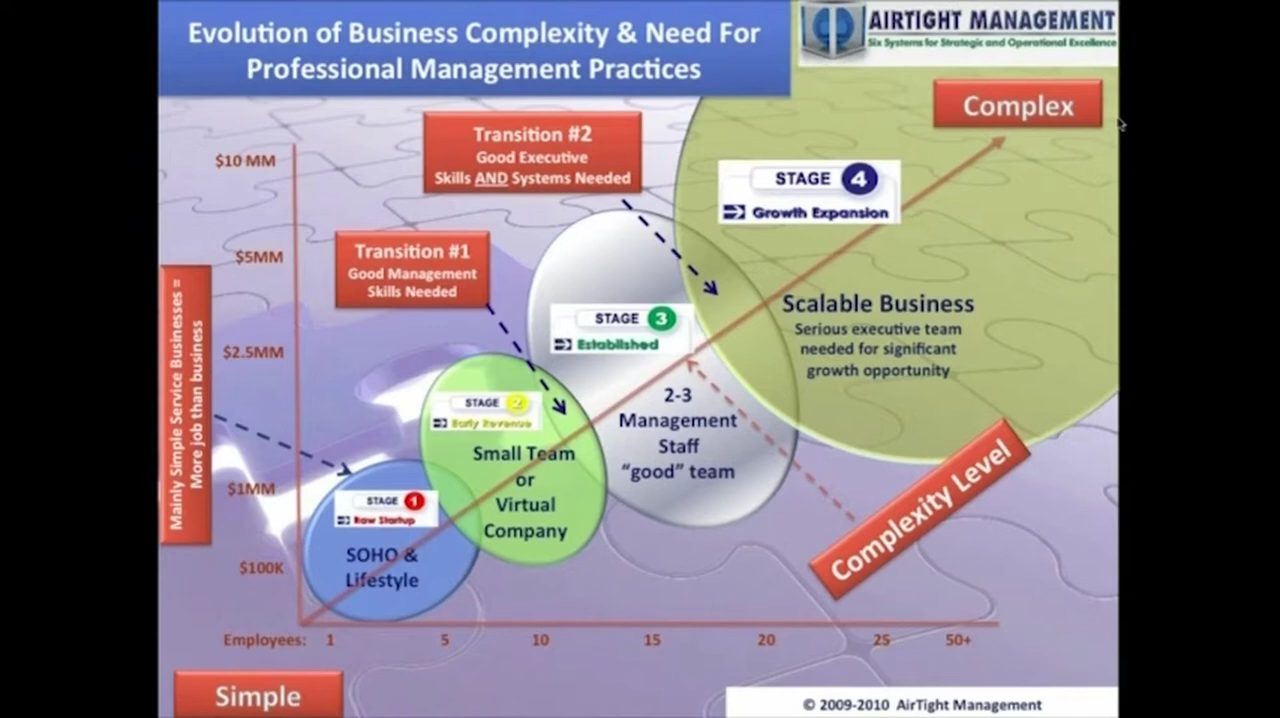 Evolution of Business Complexity & Need For
Professional Management Practices
AIRTIGHT MANAGEMENT
Six Systems for Strategic and Operational Excellence
Complex
Transition #2
Good Executive
Skills AND Systems Needed
STAGE 4
Growth Expansion
$10 MM
$5MM
$2.5MM
$1MM
$100K
Transition #1
Good Management
Skills Needed
Mainly Simple Service Businesses =
More job than business
STAGE 3
Established
Scalable Business
Serious executive team
needed for significant
growth opportunity
2-3
Management
Staff
“good” team
STAGE 2
Early Revenue
Small Team
or
Virtual
Company
STAGE 1
Raw Startup
SOHO &
Lifestyle
Complexity Level
Employees: 1 5 10 15 20 25 50+
Simple
© 2009-2010 AirTight Management